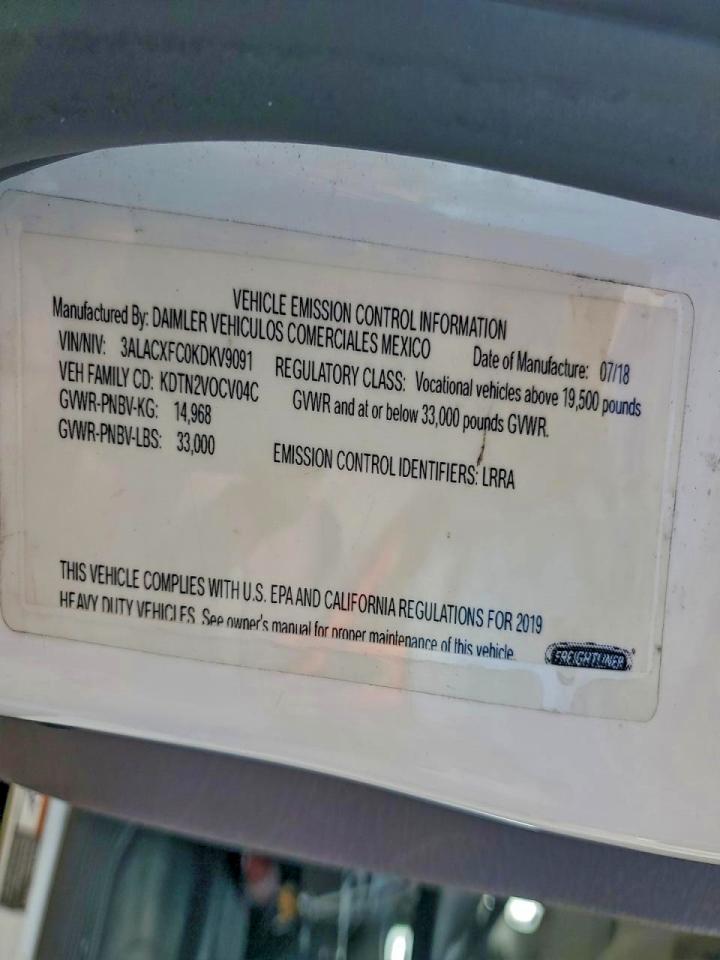 VEHICLE EMISSION CONTROL INFORMATION
Manufactured By: DAIMLER VEHICULOS COMERCIALES MEXICO Date of Manufacture: 07/18
VIN/NIV: 3ALACXFC0KDKV9091 REGULATORY CLASS: Vocational vehicles above 19,500 pounds
VEH FAMILY CD: KDTN2VOCV04C GVWR and at or below 33,000 pounds GVWR.
GVWR-PNBV-KG: 14,968
GVWR-PNBV-LBS: 33,000 EMISSION CONTROL IDENTIFIERS: LRRA
THIS VEHICLE COMPLIES WITH U.S. EPA AND CALIFORNIA REGULATIONS FOR 2019
HEAVY DUTY VEHICLES. See owner's manual for proper maintenance of this vehicle.
FREIGHTLINER